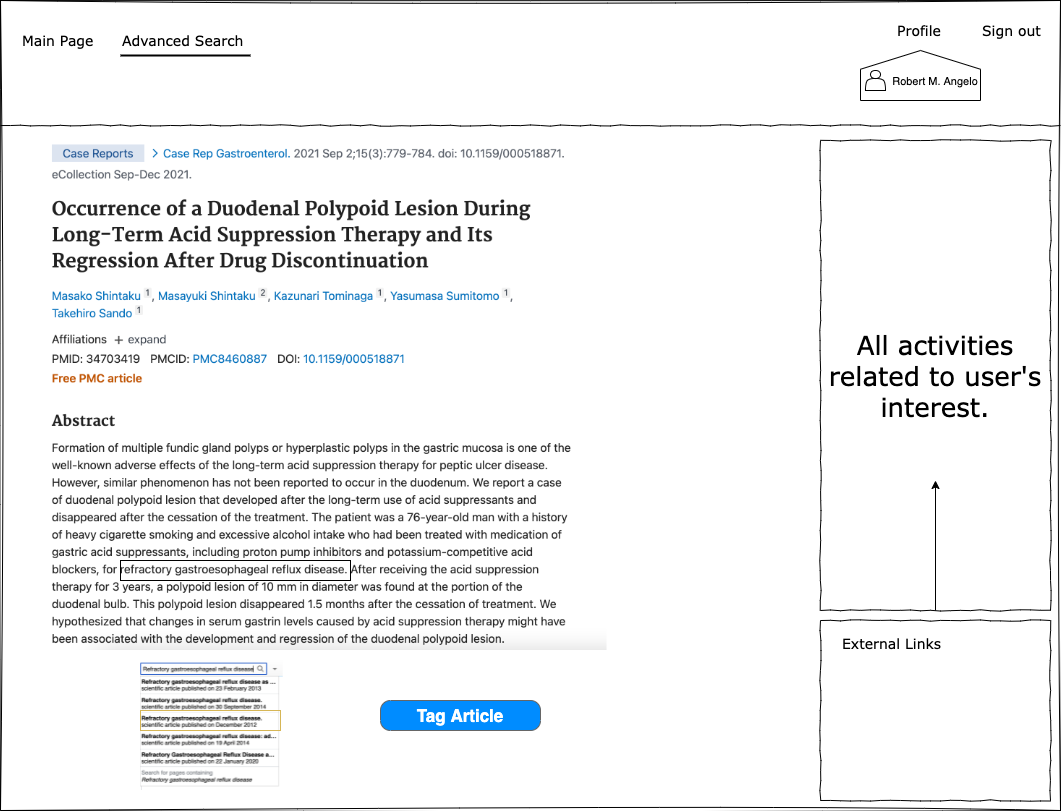 Main Page
Advanced Search
Profile
Sign out
Robert M. Angelo
Case Reports > Case Rep Gastroenterol. 2021 Sep 2;15(3):779-784. doi: 10.1159/000518871.
eCollection Sep-Dec 2021.
Occurrence of a Duodenal Polypoid Lesion During
Long-Term Acid Suppression Therapy and Its
Regression After Drug Discontinuation
Masako Shintaku 1, Masayuki Shintaku 2, Kazunari Tominaga 1, Yasumasa Sumitomo 1,
Takehiro Sando 1
Affiliations + expand
PMID: 34703419 PMCID: PMC8460887 DOI: 10.1159/000518871
Free PMC article
Abstract
Formation of multiple fundic gland polyps or hyperplastic polyps in the gastric mucosa is one of the
well-known adverse effects of the long-term acid suppression therapy for peptic ulcer disease.
However, similar phenomenon has not been reported to occur in the duodenum. We report a case
of duodenal polypoid lesion that developed after the long-term use of acid suppressants and
disappeared after the cessation of the treatment. The patient was a 76-year-old man with a history
of heavy cigarette smoking and excessive alcohol intake who had been treated with medication of
gastric acid suppressants, including proton pump inhibitors and potassium-competitive acid
blockers, for refractory gastroesophageal reflux disease. After receiving the acid suppression
therapy for 3 years, a polypoid lesion of 10 mm in diameter was found at the portion of the
duodenal bulb. This polypoid lesion disappeared 1.5 months after the cessation of treatment. We
hypothesized that changes in serum gastrin levels caused by acid suppression therapy might have
been associated with the development and regression of the duodenal polypoid lesion.
Refractory gastroesophageal reflux disease
Refractory gastroesophageal reflux disease as ...
scientific article published on 23 February 2013
Refractory gastroesophageal reflux disease.
scientific article published on 30 September 2014
Refractory gastroesophageal reflux disease.
scientific article published on December 2012
Refractory gastroesophageal reflux disease: ad...
scientific article published on 19 April 2014
Refractory Gastroesophageal Reflux Disease a...
scientific article published on 22 January 2020
Search for pages containing
Refractory gastroesophageal reflux disease
Tag Article
All activities
related to user's
interest.
External Links